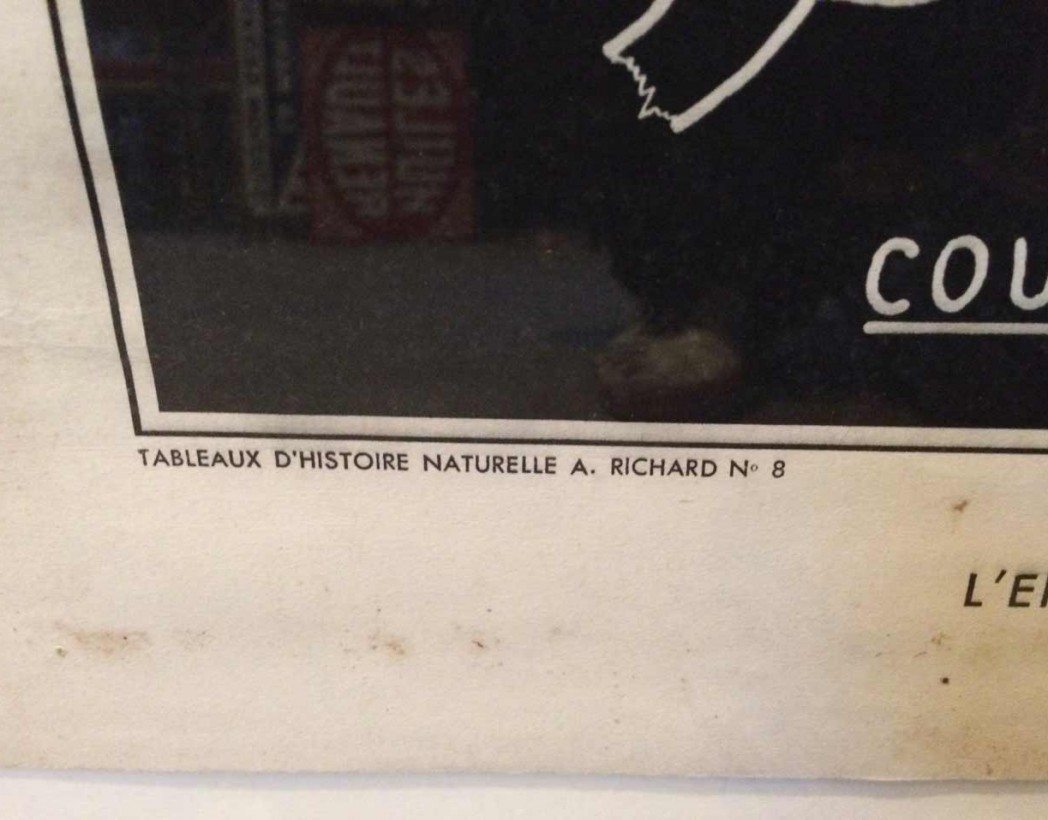 COU
TABLEAUX D'HISTOIRE NATURELLE A. RICHARD N° 8
L'E